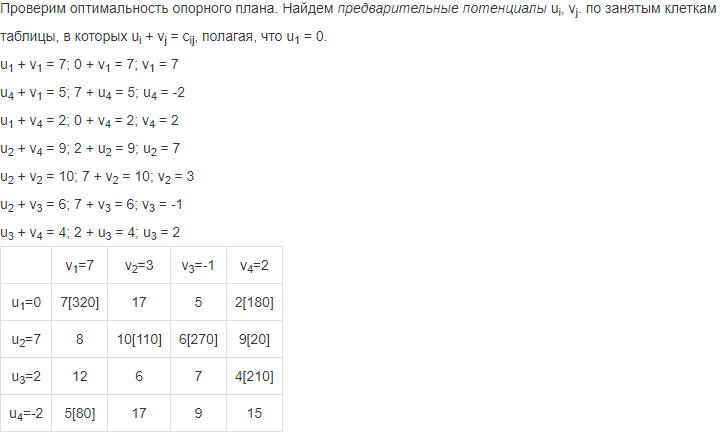 Проверим оптимальность опорного плана. Найдем предварительные потенциалы uᵢ, vⱼ. по занятым клеткам
таблицы, в которых uᵢ + vⱼ = cᵢⱼ, полагая, что u₁ = 0.
u₁ + v₁ = 7; 0 + v₁ = 7; v₁ = 7
u₄ + v₁ = 5; 7 + u₄ = 5; u₄ = -2
u₁ + v₄ = 2; 0 + v₄ = 2; v₄ = 2
u₂ + v₄ = 9; 2 + u₂ = 9; u₂ = 7
u₂ + v₂ = 10; 7 + v₂ = 10; v₂ = 3
u₂ + v₃ = 6; 7 + v₃ = 6; v₃ = -1
u₃ + v₄ = 4; 2 + u₃ = 4; u₃ = 2
v₁=7 v₂=3 v₃=-1 v₄=2
u₁=0 7[320] 17 5 2[180]
u₂=7 8 10[110] 6[270] 9[20]
u₃=2 12 6 7 4[210]
u₄=-2 5[80] 17 9 15